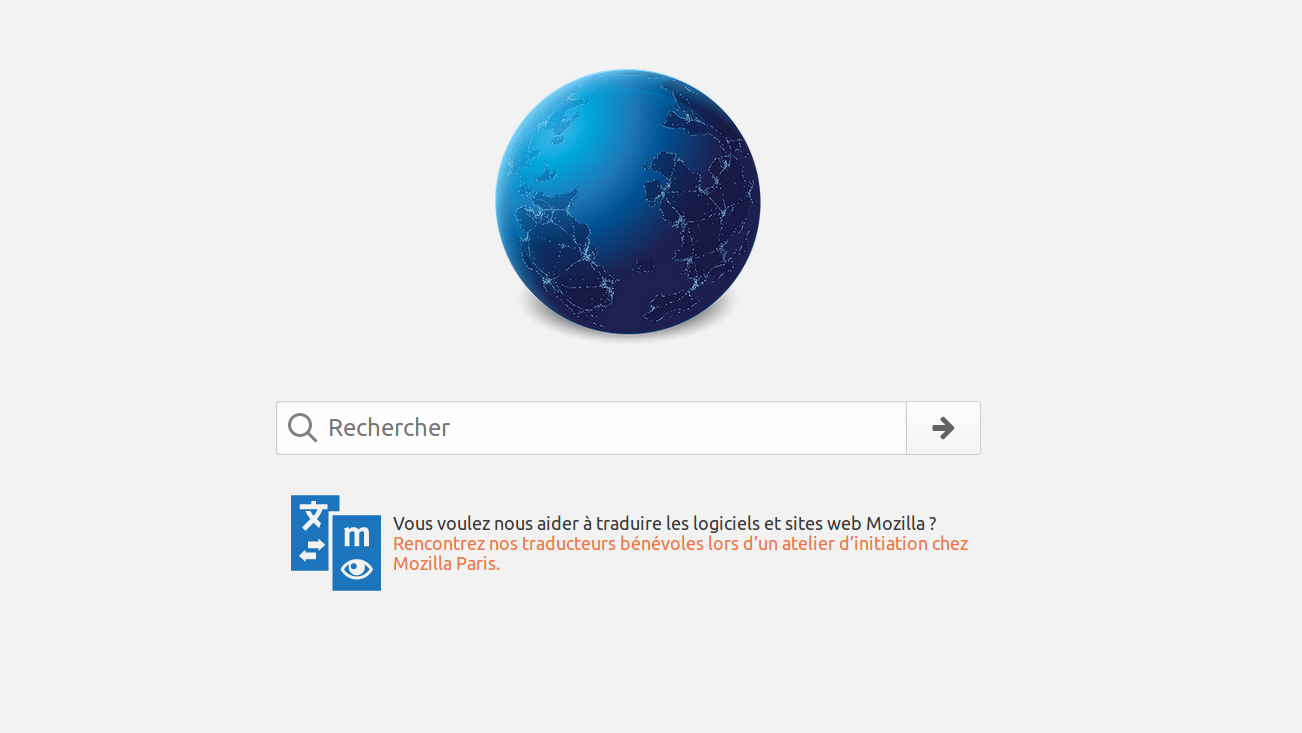 Rechercher
文
m
Vous voulez nous aider à traduire les logiciels et sites web Mozilla ?
Rencontrez nos traducteurs bénévoles lors d’un atelier d’initiation chez
Mozilla Paris.